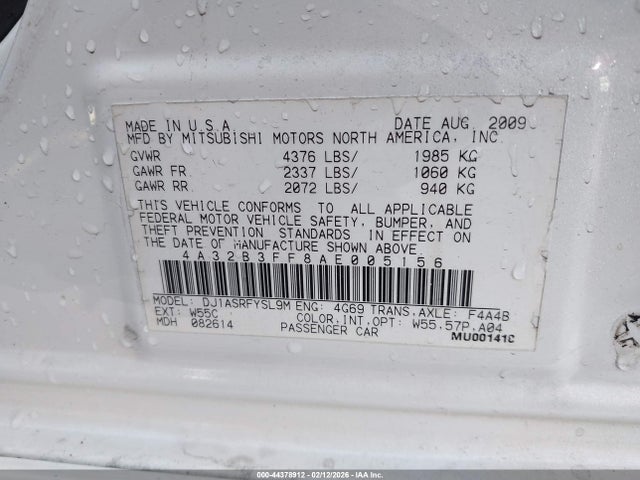 MADE IN U.S.A. DATE AUG, 2009
MFD BY MITSUBISHI MOTORS NORTH AMERICA, INC
GVWR 4376 LBS/ 1985 KG
GAWR FR 2337 LBS/ 1060 KG
GAWR RR 2072 LBS/ 940 KG
THIS VEHICLE CONFORMS TO ALL APPLICABLE
FEDERAL MOTOR VEHICLE SAFETY, BUMPER, AND
THEFT PREVENTION STANDARDS IN EFFECT ON
THE DATE OF MANUFACTURE SHOWN ABOVE.
4A32B3FF8AE005156
MODEL: DJ1ASRFYSL9M ENG: 4G69 TRANS,AXLE: F4A4B
EXT: W55C COLOR,INT,OPT: W55.57P.A04
MDH 082614 PASSENGER CAR
MU001410
000-44378912 - 02/12/2026 - IAAI.COM